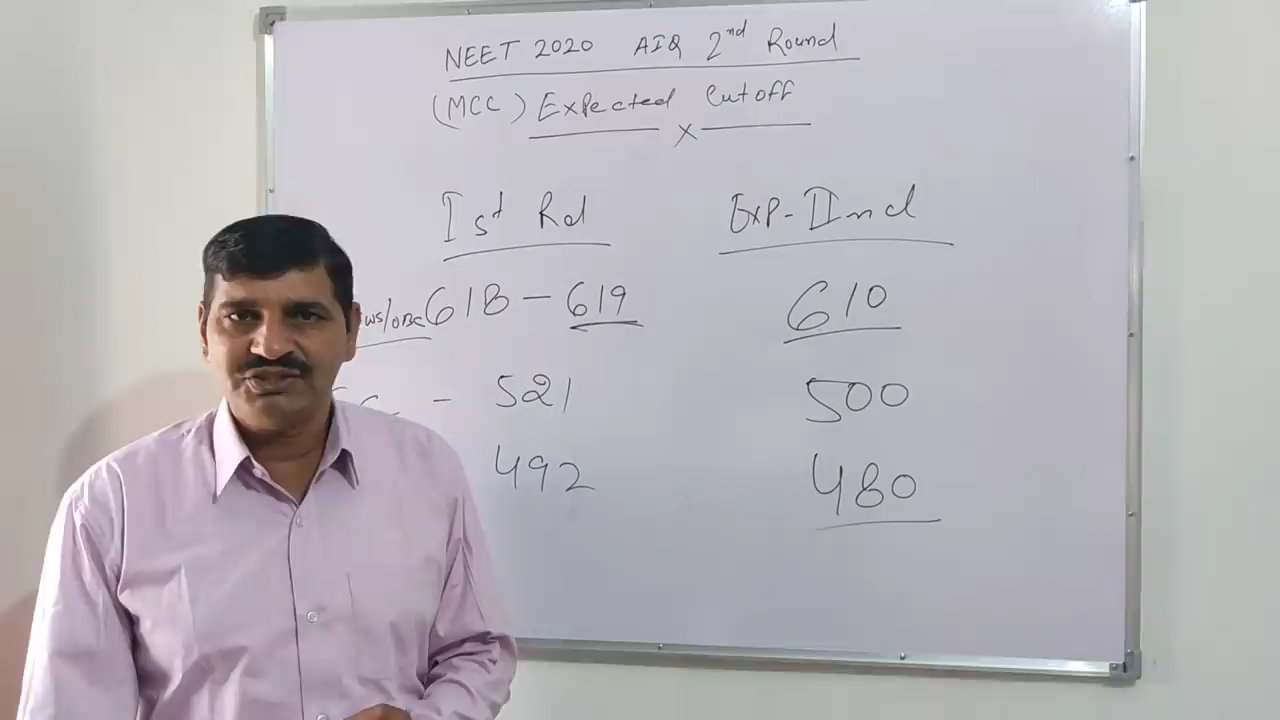 NEET 2020 AIQ 2nd Round
(MCC) Expected Cutoff
x
Ist Rd Exp-IInd
ws/OBC 618 - 619 610
- 521 500
492 480